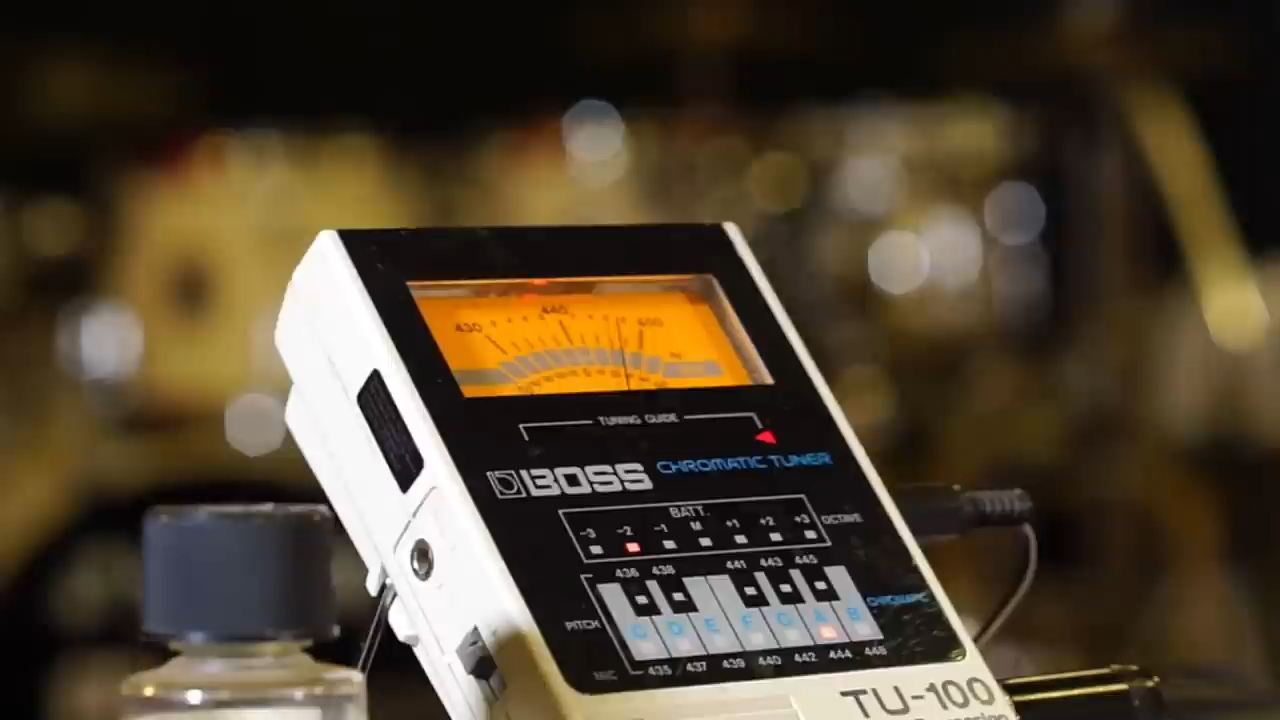 430 440 450
TUNING GUIDE
BOSS CHROMATIC TUNER
BATT.
-3 -2 -1 M +1 +2 +3 OCTAVE
436 438 441 443 445
C D E F G A B CHROMATIC
PITCH
435 437 439 440 442 444 446
MIC
TU-100